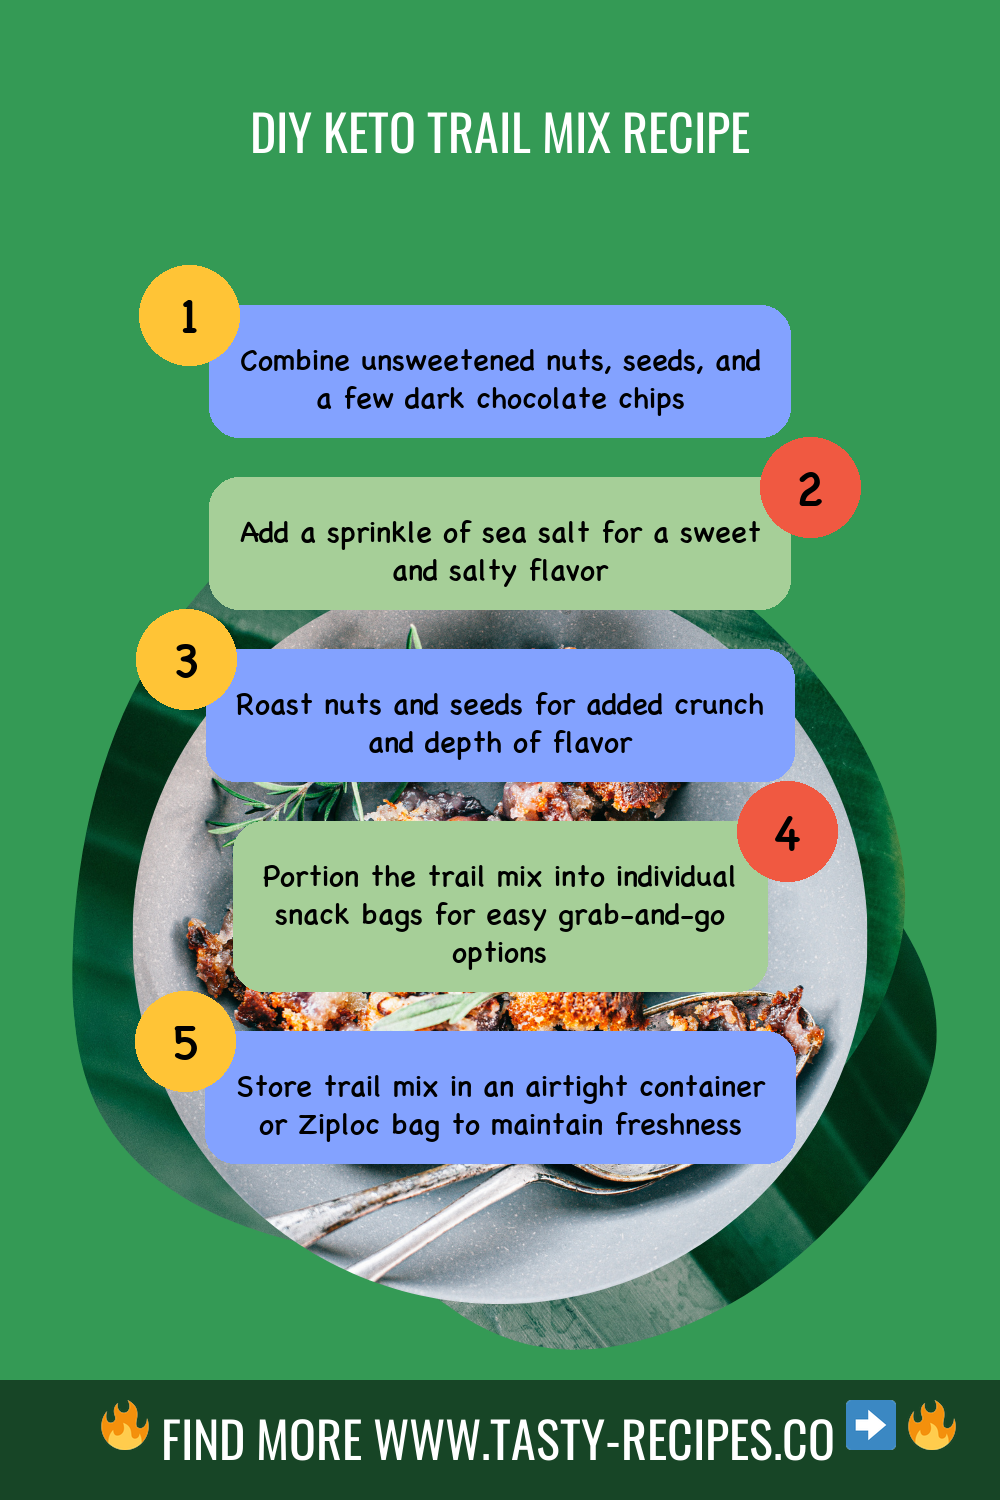 DIY KETO TRAIL MIX RECIPE
1
Combine unsweetened nuts, seeds, and
a few dark chocolate chips
2
Add a sprinkle of sea salt for a sweet
and salty flavor
3
Roast nuts and seeds for added crunch
and depth of flavor
4
Portion the trail mix into individual
snack bags for easy grab-and-go
options
5
Store trail mix in an airtight container
or Ziploc bag to maintain freshness
FIND MORE WWW.TASTY-RECIPES.CO